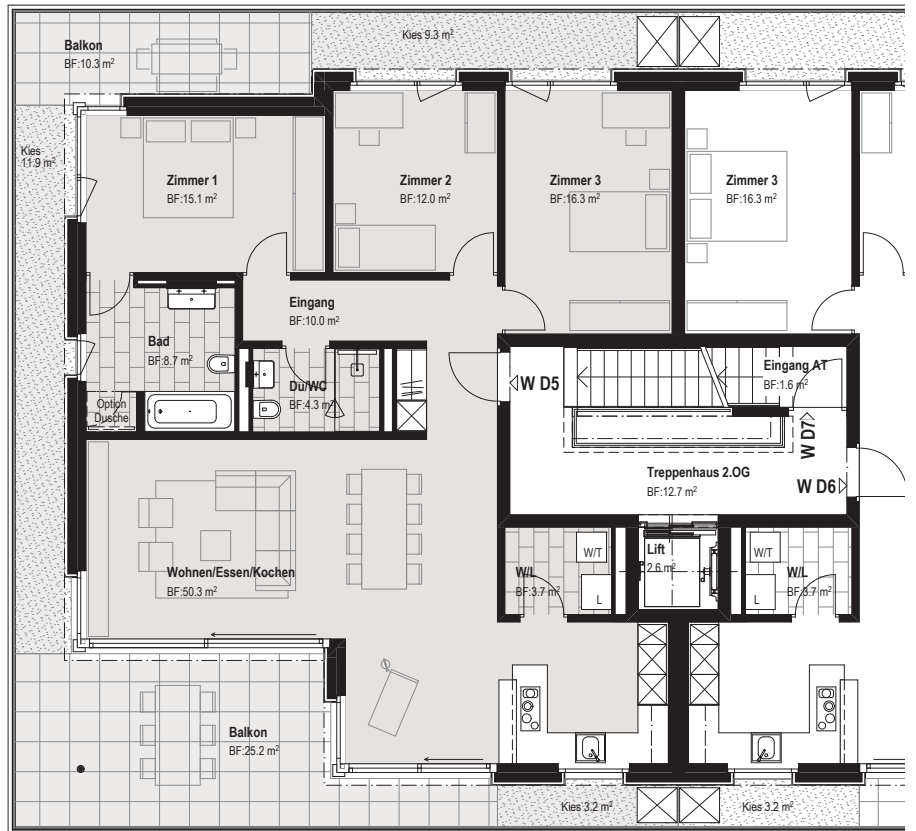 Kies 9.3 m²
Balkon
BF:10.3 m²
Kies
11.9 m²
Zimmer 1
BF:15.1 m²
Zimmer 2
BF:12.0 m²
Zimmer 3
BF:16.3 m²
Zimmer 3
BF:16.3 m²
Eingang
BF:10.0 m²
Bad
BF:8.7 m²
Du/WC
BF:4.3 m²
Option
Dusche
W D5
Eingang AT
BF:1.6 m²
W D7
W D6
Treppenhaus 2.OG
BF:12.7 m²
Wohnen/Essen/Kochen
BF:50.3 m²
W/T
W/L
BF:3.7 m²
L
Lift
2.6 m²
W/T
W/L
BF:3.7 m²
L
Balkon
BF:25.2 m²
Kies 3.2 m²
Kies 3.2 m²